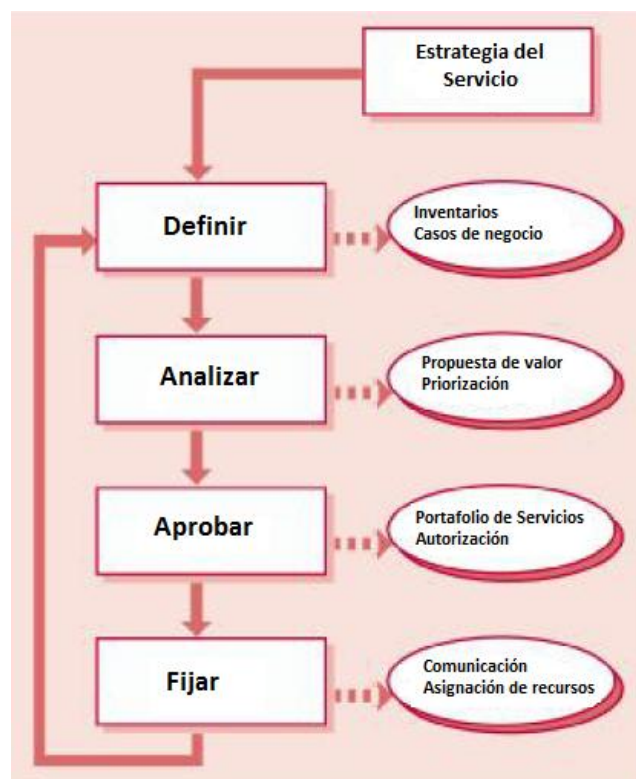 Estrategia del
Servicio
Definir
Inventarios
Casos de negocio
Analizar
Propuesta de valor
Priorización
Aprobar
Portafolio de Servicios
Autorización
Fijar
Comunicación
Asignación de recursos